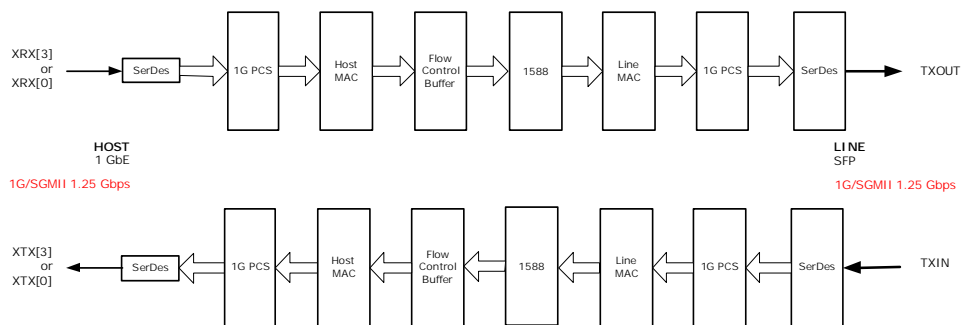 XRX[3]
or
XRX[0]
SerDes
1G PCS
Host
MAC
Flow
Control
Buffer
1588
Line
MAC
1G PCS
SerDes
TXOUT
HOST
1 GbE
1G/SGMII 1.25 Gbps
LINE
SFP
1G/SGMII 1.25 Gbps
XTX[3]
or
XTX[0]
SerDes
1G PCS
Host
MAC
Flow
Control
Buffer
1588
Line
MAC
1G PCS
SerDes
TXIN